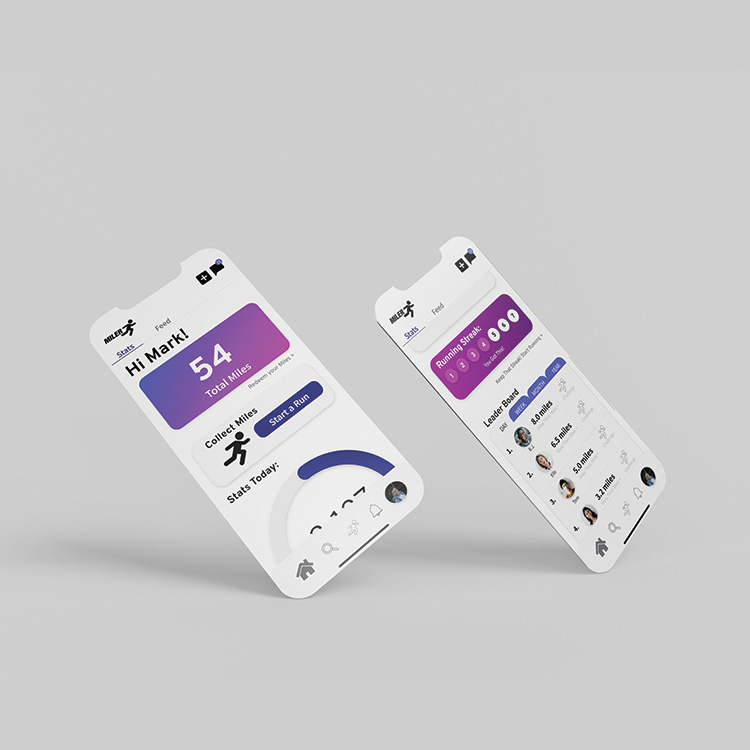 MILER
Stats
Feed
Hi Mark!
54
Total Miles
Redeem your Miles >
Collect Miles
Start a Run
Stats Today:
MILER
Stats
Feed
Running Streak:
1 2 3 4 5 6 7
You Got This!
Keep That Streak! Start Running >
Leader Board
DAY WEEK MONTH YEAR
1. 8.0 miles
2. 6.5 miles
Elle
3. 5.0 miles
4. 3.2 miles